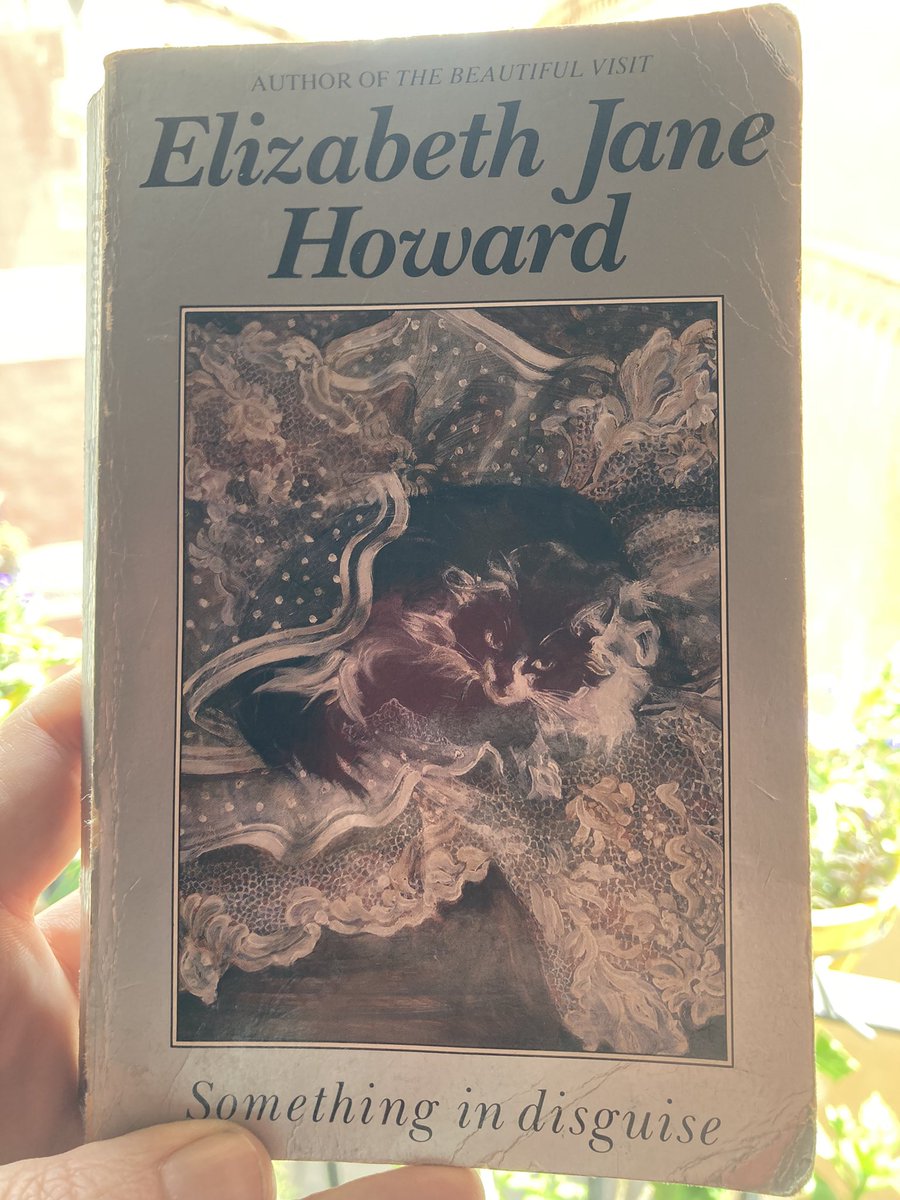 AUTHOR OF THE BEAUTIFUL VISIT
Elizabeth Jane
Howard
Something in disguise